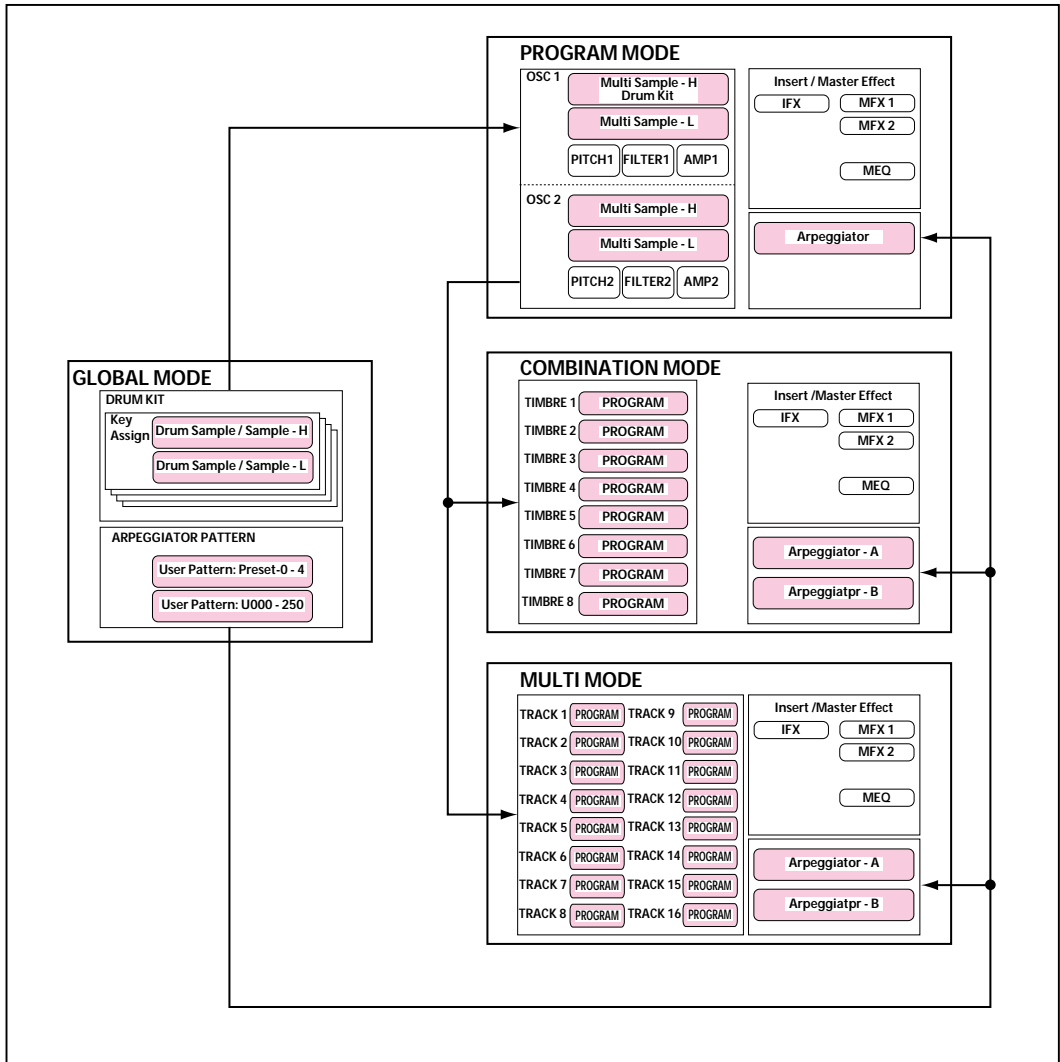 PROGRAM MODE
OSC 1
Multi Sample - H
Drum Kit
Multi Sample - L
PITCH1 FILTER1 AMP1
OSC 2
Multi Sample - H
Multi Sample - L
PITCH2 FILTER2 AMP2
Insert / Master Effect
IFX MFX 1
MFX 2
MEQ
Arpeggiator
GLOBAL MODE
DRUM KIT
Key
Assign
Drum Sample / Sample - H
Drum Sample / Sample - L
ARPEGGIATOR PATTERN
User Pattern: Preset-0 - 4
User Pattern: U000 - 250
COMBINATION MODE
TIMBRE 1 PROGRAM
TIMBRE 2 PROGRAM
TIMBRE 3 PROGRAM
TIMBRE 4 PROGRAM
TIMBRE 5 PROGRAM
TIMBRE 6 PROGRAM
TIMBRE 7 PROGRAM
TIMBRE 8 PROGRAM
Insert /Master Effect
IFX MFX 1
MFX 2
MEQ
Arpeggiator - A
Arpeggiatpr - B
MULTI MODE
TRACK 1 PROGRAM TRACK 9 PROGRAM
TRACK 2 PROGRAM TRACK 10 PROGRAM
TRACK 3 PROGRAM TRACK 11 PROGRAM
TRACK 4 PROGRAM TRACK 12 PROGRAM
TRACK 5 PROGRAM TRACK 13 PROGRAM
TRACK 6 PROGRAM TRACK 14 PROGRAM
TRACK 7 PROGRAM TRACK 15 PROGRAM
TRACK 8 PROGRAM TRACK 16 PROGRAM
Insert /Master Effect
IFX MFX 1
MFX 2
MEQ
Arpeggiator - A
Arpeggiatpr - B